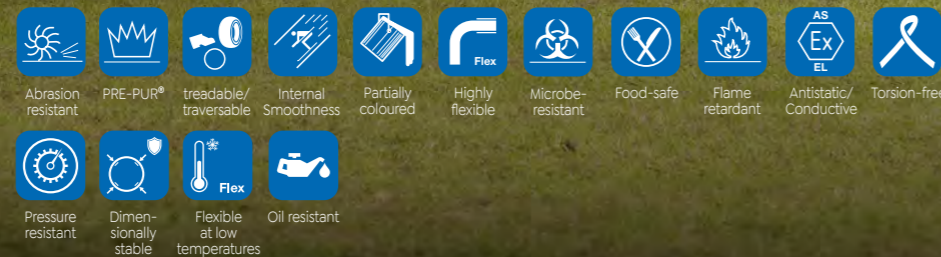 Flex
AS
Ex
EL
Abrasion
resistant
PRE-PUR®
treadable/
traversable
Internal
Smoothness
Partially
coloured
Highly
flexible
Microbe-
resistant
Food-safe
Flame
retardant
Antistatic/
Conductive
Torsion-free
Flex
Pressure
resistant
Dimen-
sionally
stable
Flexible
at low
temperatures
Oil resistant